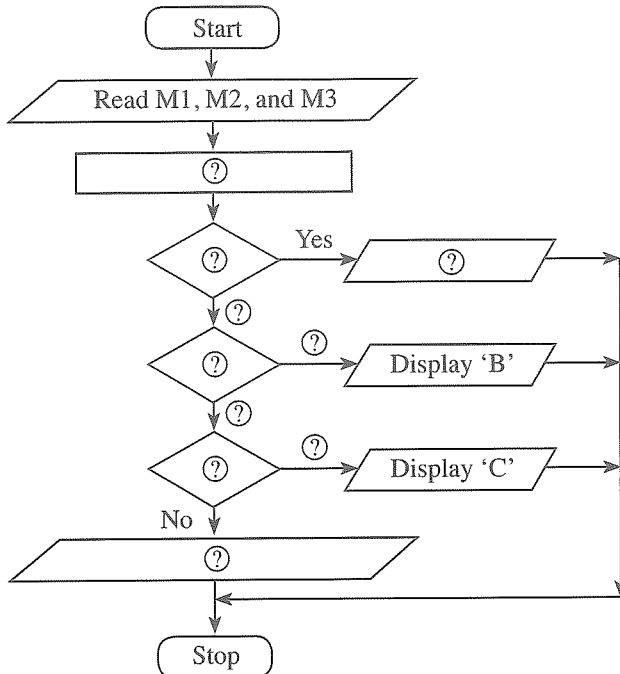 Start
Read M1, M2, and M3
?
? Yes ?
?
? ? Display ‘B’
?
? ? Display ‘C’
No
?
Stop